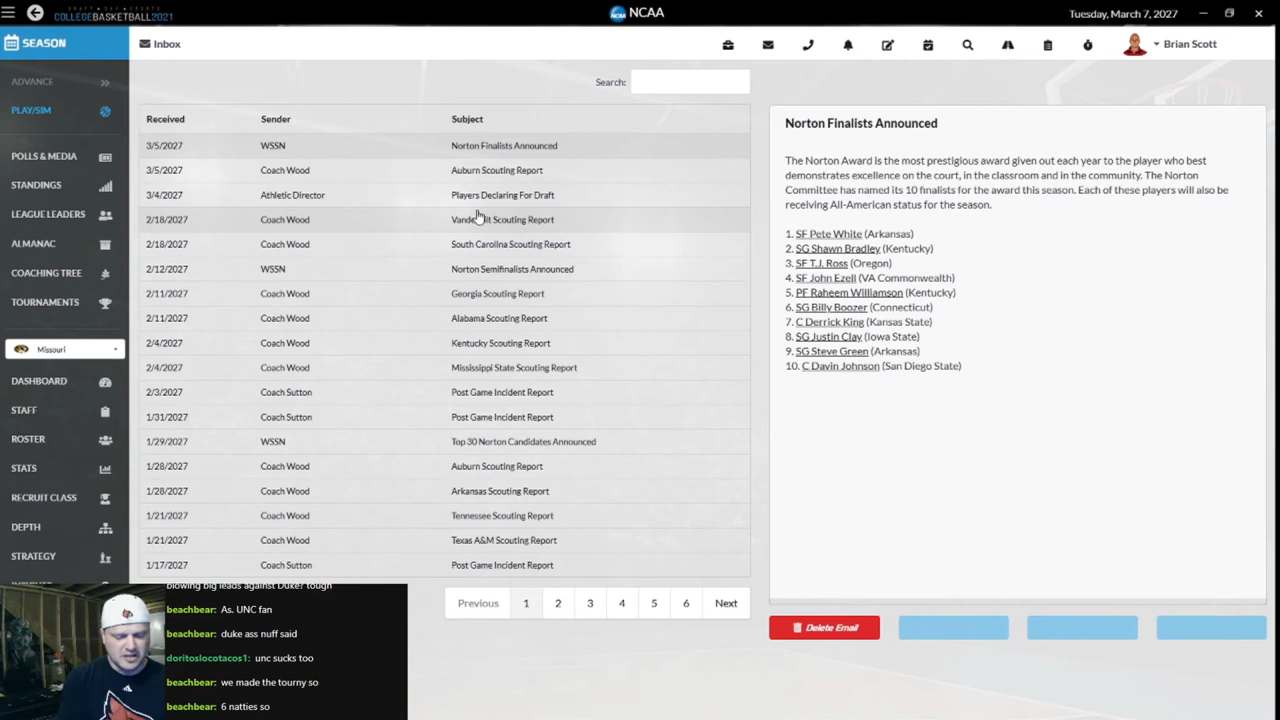 DRAFT DAY SPORTS
COLLEGEBASKETBALL2021
NCAA
Tuesday, March 7, 2027
SEASON
Inbox
Brian Scott
ADVANCE
PLAY/SIM
POLLS & MEDIA
STANDINGS
LEAGUE LEADERS
ALMANAC
COACHING TREE
TOURNAMENTS
Missouri
DASHBOARD
STAFF
ROSTER
STATS
RECRUIT CLASS
DEPTH
STRATEGY
Search:
Received Sender Subject
3/5/2027 WSSN Norton Finalists Announced
3/5/2027 Coach Wood Auburn Scouting Report
3/4/2027 Athletic Director Players Declaring For Draft
2/18/2027 Coach Wood Vanderbilt Scouting Report
2/18/2027 Coach Wood South Carolina Scouting Report
2/12/2027 WSSN Norton Semifinalists Announced
2/11/2027 Coach Wood Georgia Scouting Report
2/11/2027 Coach Wood Alabama Scouting Report
2/4/2027 Coach Wood Kentucky Scouting Report
2/4/2027 Coach Wood Mississippi State Scouting Report
2/3/2027 Coach Sutton Post Game Incident Report
1/31/2027 Coach Sutton Post Game Incident Report
1/29/2027 WSSN Top 30 Norton Candidates Announced
1/28/2027 Coach Wood Auburn Scouting Report
1/28/2027 Coach Wood Arkansas Scouting Report
1/21/2027 Coach Wood Tennessee Scouting Report
1/21/2027 Coach Wood Texas A&M Scouting Report
1/17/2027 Coach Sutton Post Game Incident Report
Previous 1 2 3 4 5 6 Next
Norton Finalists Announced
The Norton Award is the most prestigious award given out each year to the player who best
demonstrates excellence on the court, in the classroom and in the community. The Norton
Committee has named its 10 finalists for the award this season. Each of these players will also be
receiving All-American status for the season.
1. SF Pete White (Arkansas)
2. SG Shawn Bradley (Kentucky)
3. SF T.J. Ross (Oregon)
4. SF John Ezell (VA Commonwealth)
5. PF Raheem Williamson (Kentucky)
6. SG Billy Boozer (Connecticut)
7. C Derrick King (Kansas State)
8. SG Justin Clay (Iowa State)
9. SG Steve Green (Arkansas)
10. C Davin Johnson (San Diego State)
Delete Email
blowing big leads against Duke? tough
beachbear: As. UNC fan
beachbear: duke ass nuff said
doritoslocotacos1: unc sucks too
beachbear: we made the tourny so
beachbear: 6 natties so